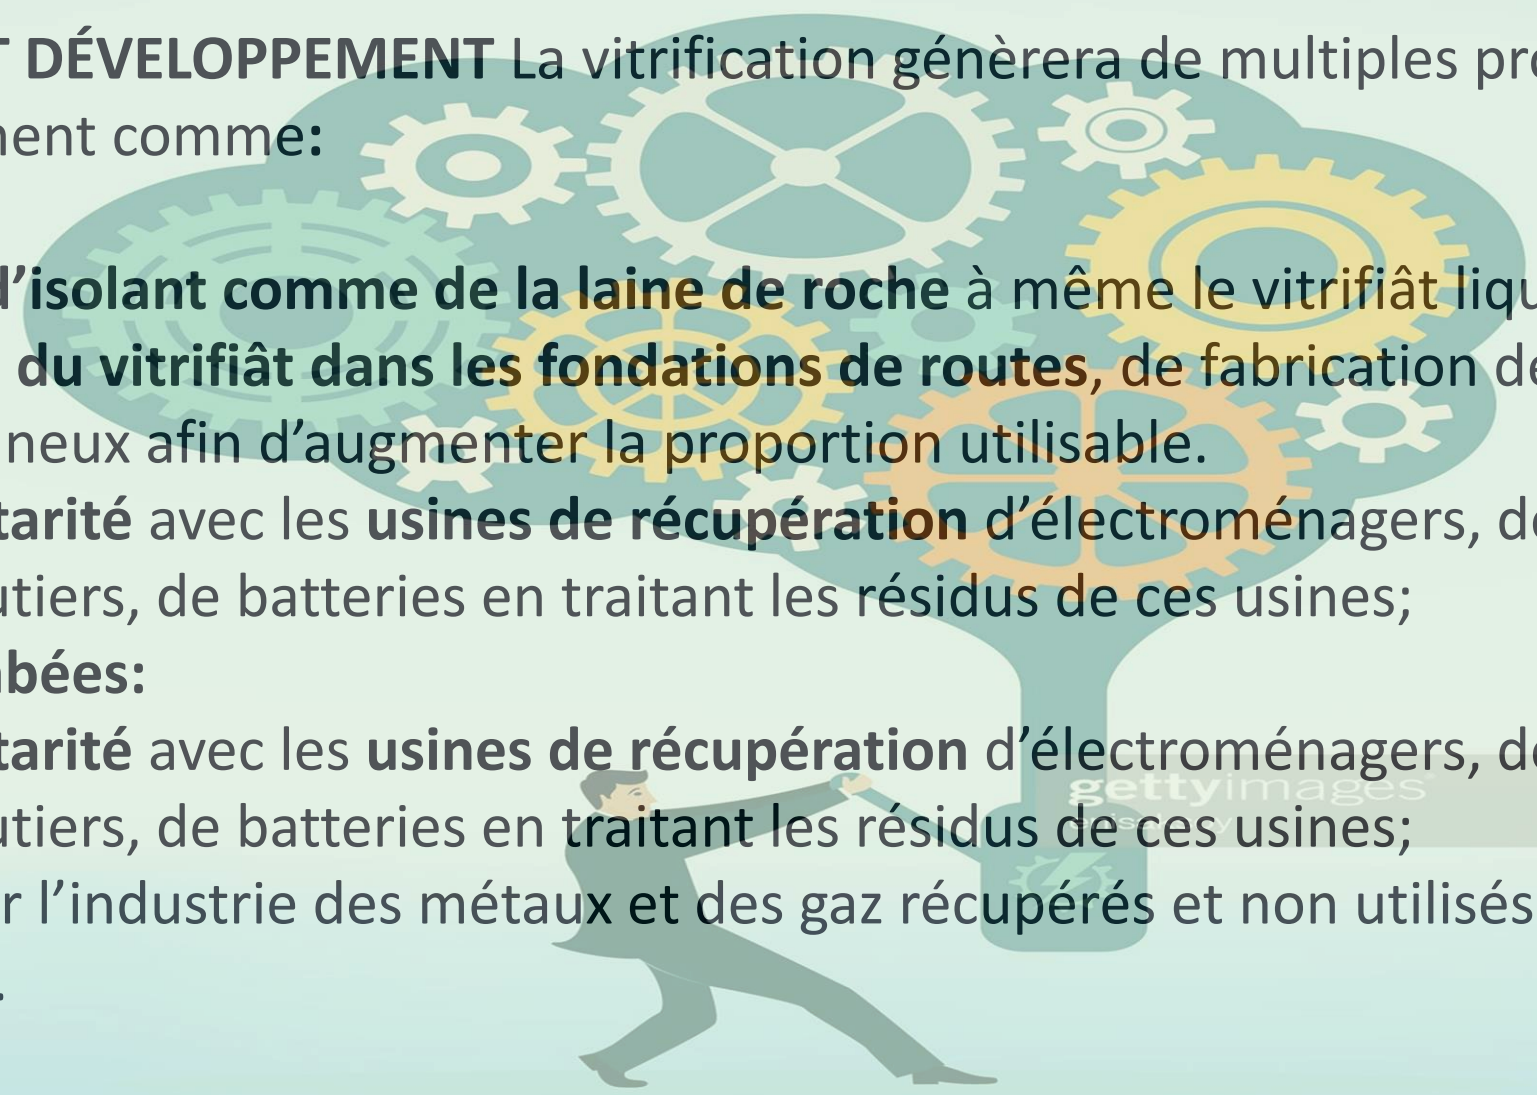 T DÉVELOPPEMENT La vitrification génèrera de multiples pro
ment comme:
d’isolant comme de la laine de roche à même le vitrifiât liqu
du vitrifiât dans les fondations de routes, de fabrication de
neux afin d’augmenter la proportion utilisable.
tarité avec les usines de récupération d’électroménagers, de
utiers, de batteries en traitant les résidus de ces usines;
bées:
tarité avec les usines de récupération d’électroménagers, de
gettyimages
utiers, de batteries en traitant les résidus de ces usines;
r l’industrie des métaux et des gaz récupérés et non utilisés
.